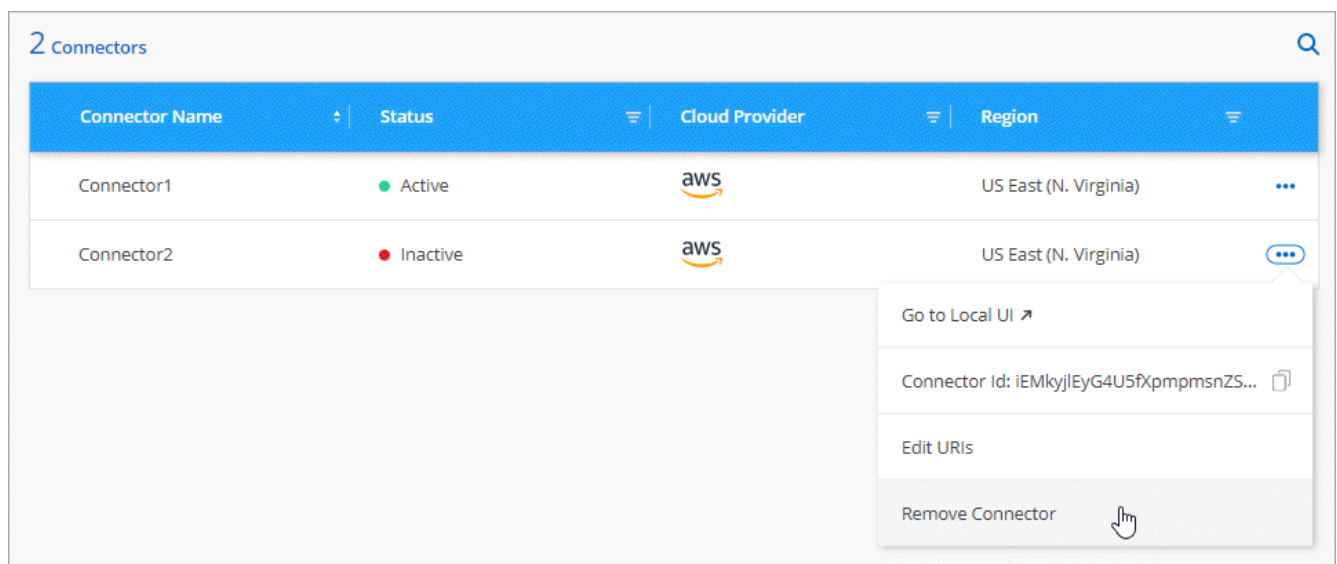 2 Connectors
Connector Name Status Cloud Provider Region
Connector1 Active aws US East (N. Virginia)
Connector2 Inactive aws US East (N. Virginia)
Go to Local UI
Connector Id: iEMkyjlEyG4U5fXpmpmsnZS...
Edit URIs
Remove Connector